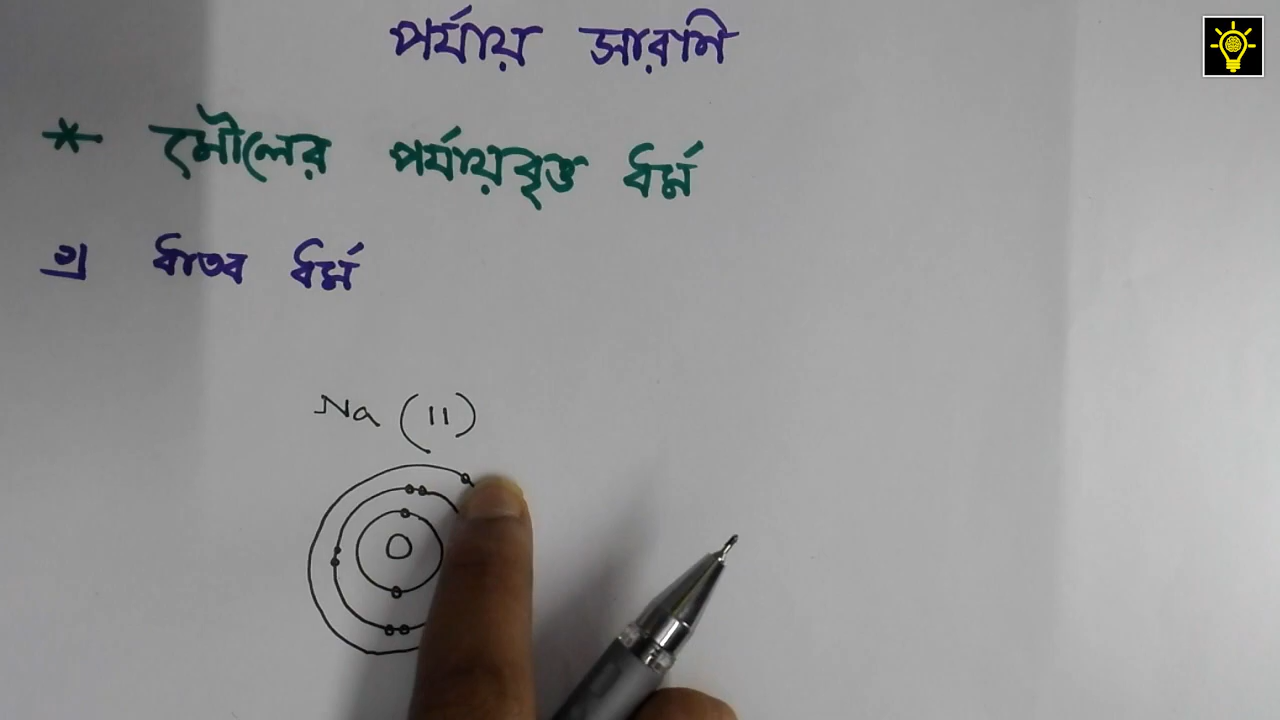 পর্যায় সারণি
* মৌলের পর্যায়বৃত্ত ধর্ম
খ ধাতব ধর্ম
Na (11)